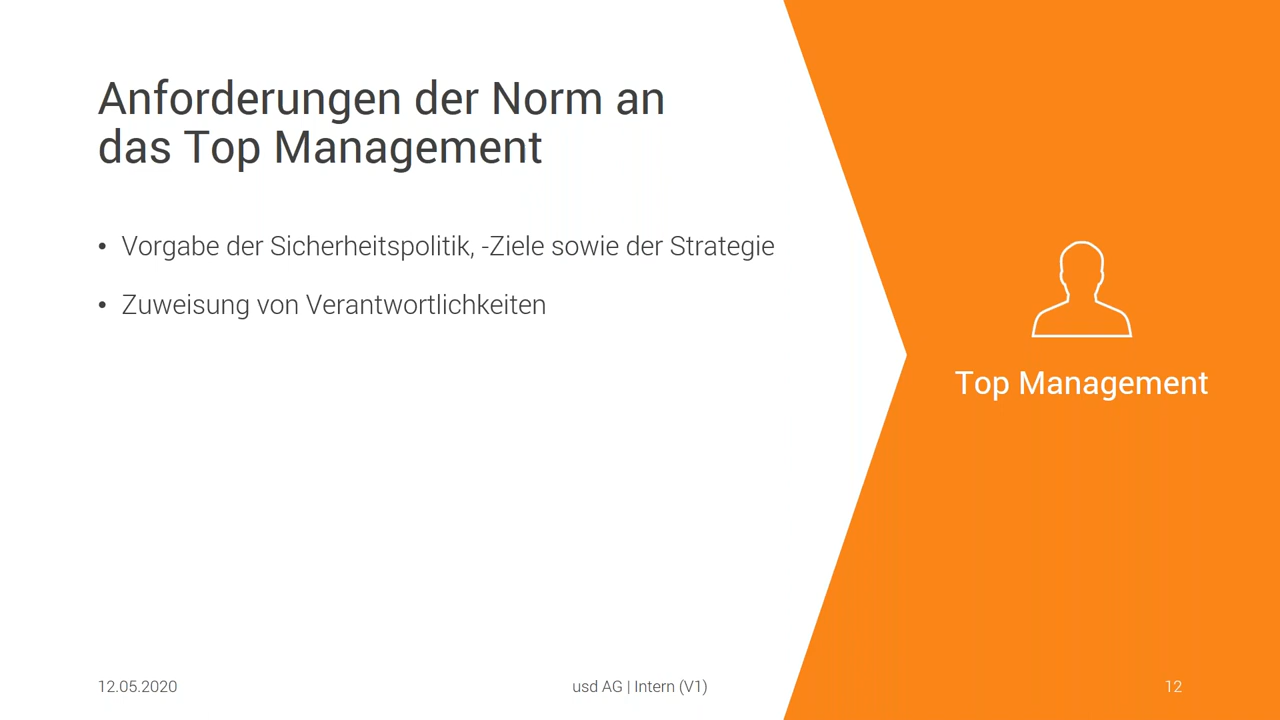 Anforderungen der Norm an
das Top Management
• Vorgabe der Sicherheitspolitik, -Ziele sowie der Strategie
• Zuweisung von Verantwortlichkeiten
Top Management
12.05.2020
usd AG | Intern (V1)
12